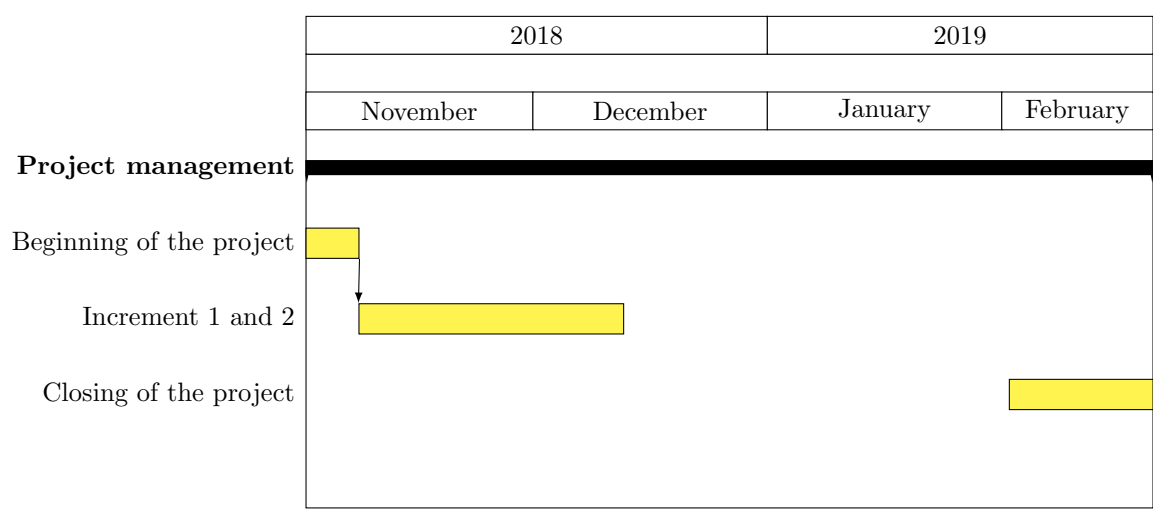 2018 2019
November December January February
Project management
Beginning of the project
Increment 1 and 2
Closing of the project